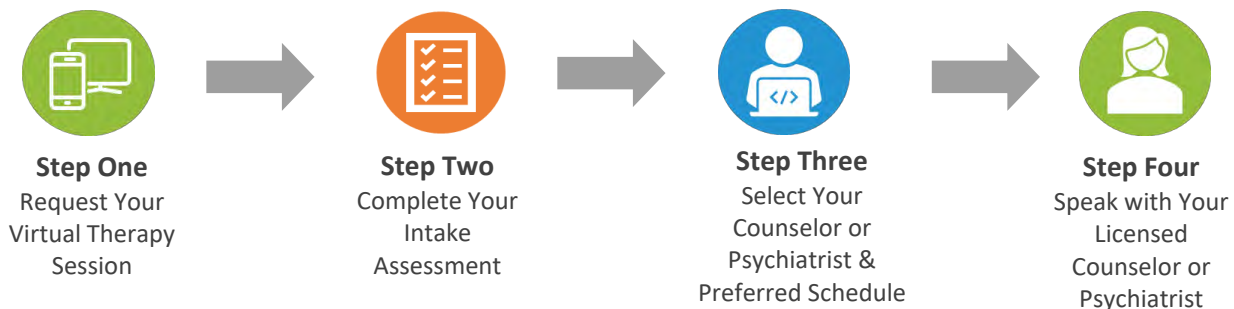 Step One
Request Your
Virtual Therapy
Session
Step Two
Complete Your
Intake
Assessment
</>
Step Three
Select Your
Counselor or
Psychiatrist &
Preferred Schedule
Step Four
Speak with Your
Licensed
Counselor or
Psychiatrist